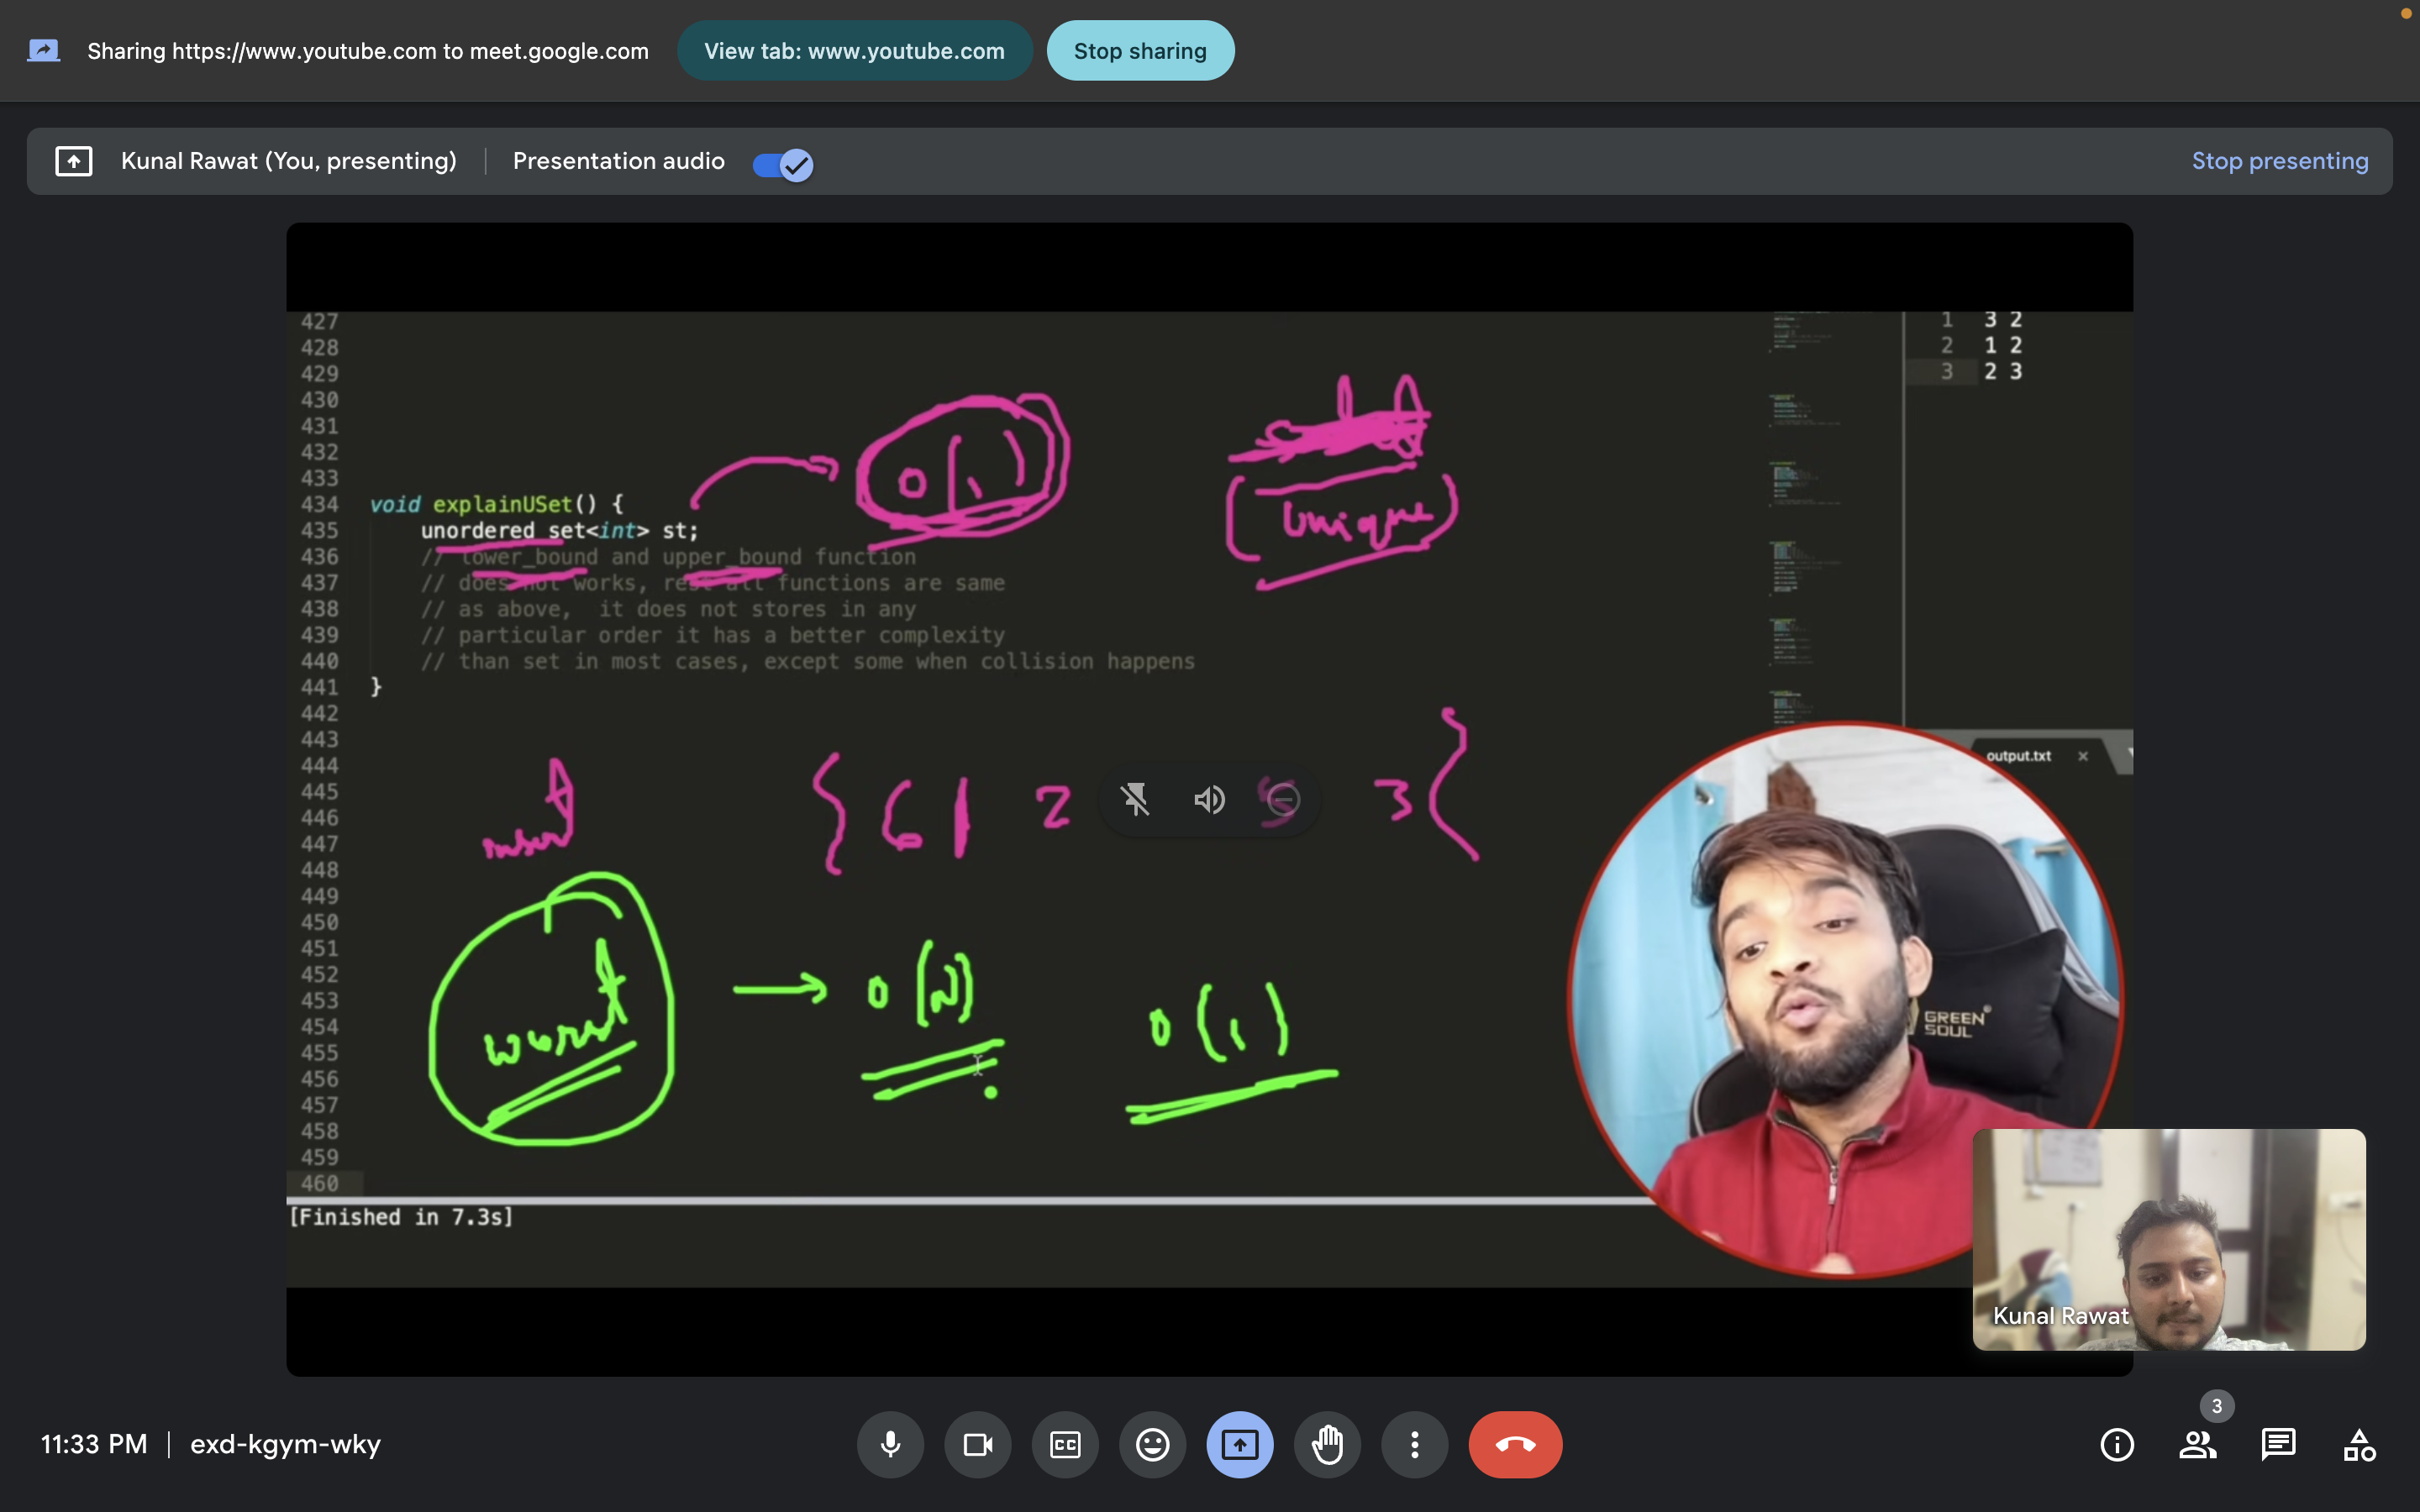 Sharing https://www.youtube.com to meet.google.com
View tab: www.youtube.com
Stop sharing
Kunal Rawat (You, presenting)
Presentation audio
Stop presenting
427
428
429
430
431
432
433
434 void explainUSet() {
435 unordered_set<int> st;
436 // lower_bound and upper_bound function
437 // does not works, rest all functions are same
438 // as above, it does not stores in any
439 // particular order it has a better complexity
440 // than set in most cases, except some when collision happens
441 }
442
443
444
445
446
447
448
449
450
451
452
453
454
455
456
457
458
459
460
O(1)
unique
{ 6 1 2 5 3 }
worst → O(N)
O(1)
1 3 2
2 1 2
3 2 3
output.txt
GREEN SOUL
[Finished in 7.3s]
Kunal Rawat
11:33 PM | exd-kgym-wky
CC
3